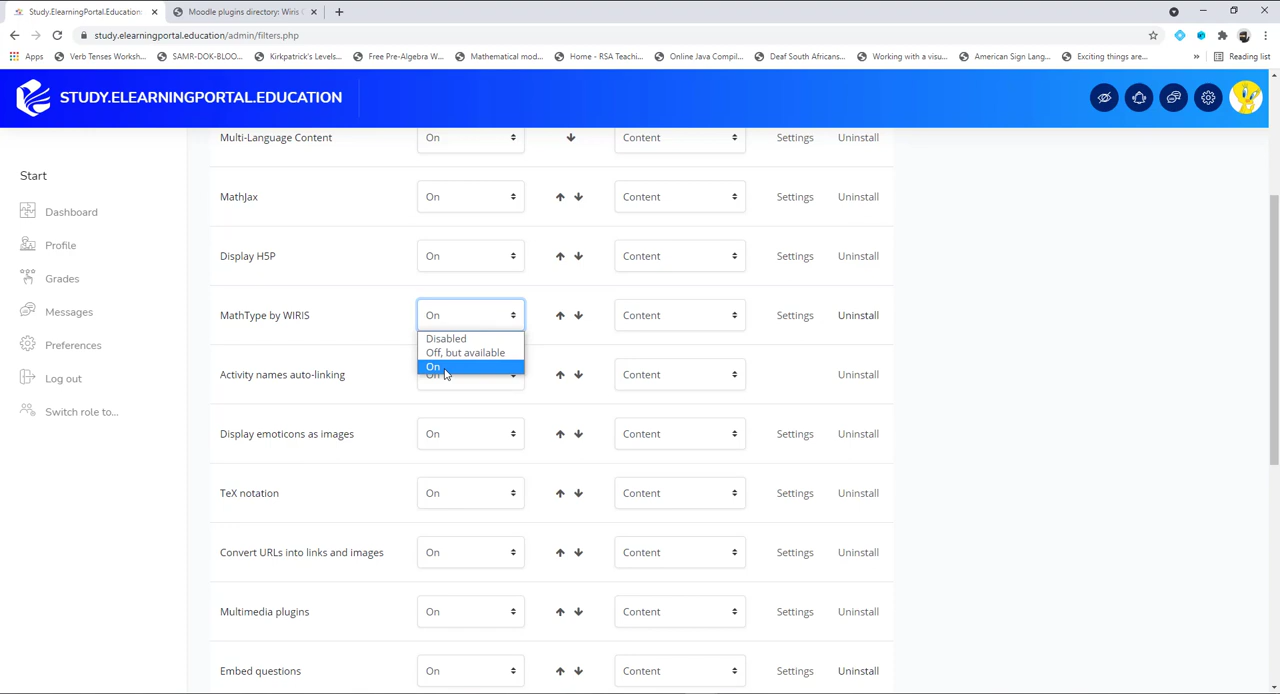 Study.ElearningPortal.Education:
Moodle plugins directory: Wiris
study.elearningportal.education/admin/filters.php
Apps
Verb Tenses Worksh...
SAMR-DOK-BLOO...
Kirkpatrick's Levels...
Free Pre-Algebra W...
Mathematical mod...
Home - RSA Teachi...
Online Java Compil...
Deaf South Africans...
Working with a visu...
American Sign Lang...
Exciting things are...
»
Reading list
STUDY.ELEARNINGPORTAL.EDUCATION
Start
Dashboard
Profile
Grades
Messages
Preferences
Log out
Switch role to...
Multi-Language Content On Content Settings Uninstall
MathJax On Content Settings Uninstall
Display H5P On Content Settings Uninstall
MathType by WIRIS On Content Settings Uninstall
Disabled
Off, but available
On
Activity names auto-linking On Content Uninstall
Display emoticons as images On Content Settings Uninstall
TeX notation On Content Settings Uninstall
Convert URLs into links and images On Content Settings Uninstall
Multimedia plugins On Content Settings Uninstall
Embed questions On Content Settings Uninstall